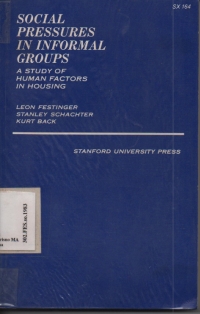 SX 164
SOCIAL
PRESSURES
IN INFORMAL
GROUPS
A STUDY OF
HUMAN FACTORS
IN HOUSING
LEON FESTINGER
STANLEY SCHACHTER
KURT BACK
STANFORD UNIVERSITY PRESS
MA